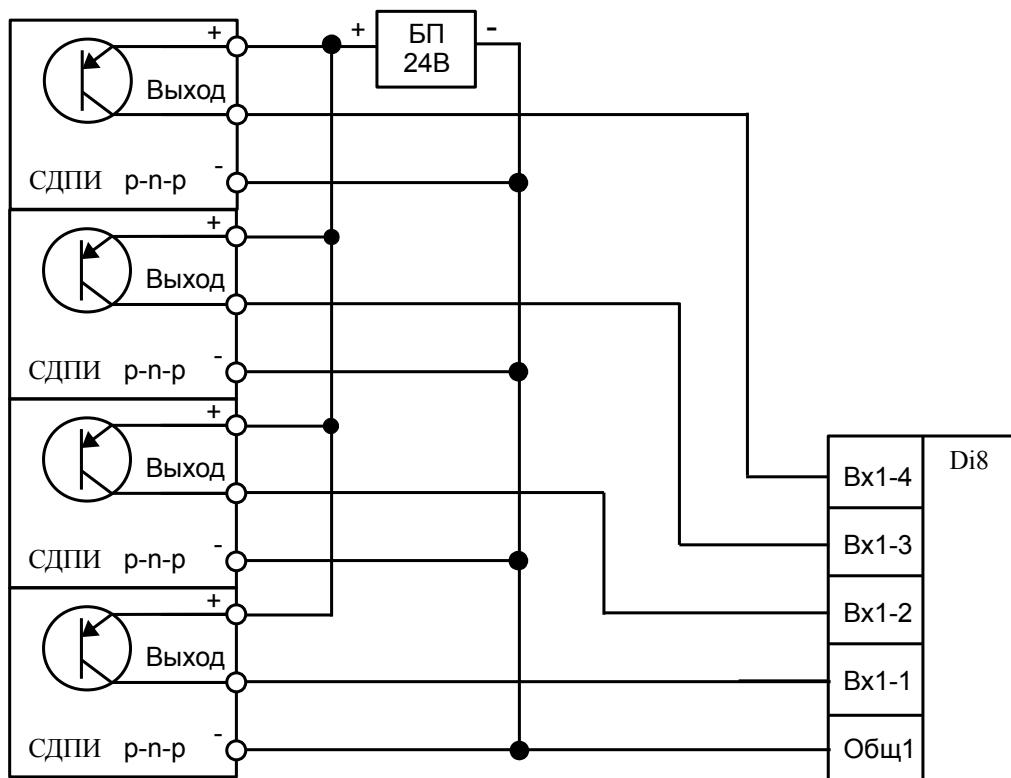 +
+
БП
24В
-
Выход
СДПИ p-n-p
-
+
Выход
СДПИ p-n-p
-
+
Выход
СДПИ p-n-p
-
+
Выход
СДПИ p-n-p
-
Di8
Вх1-4
Вх1-3
Вх1-2
Вх1-1
Общ1